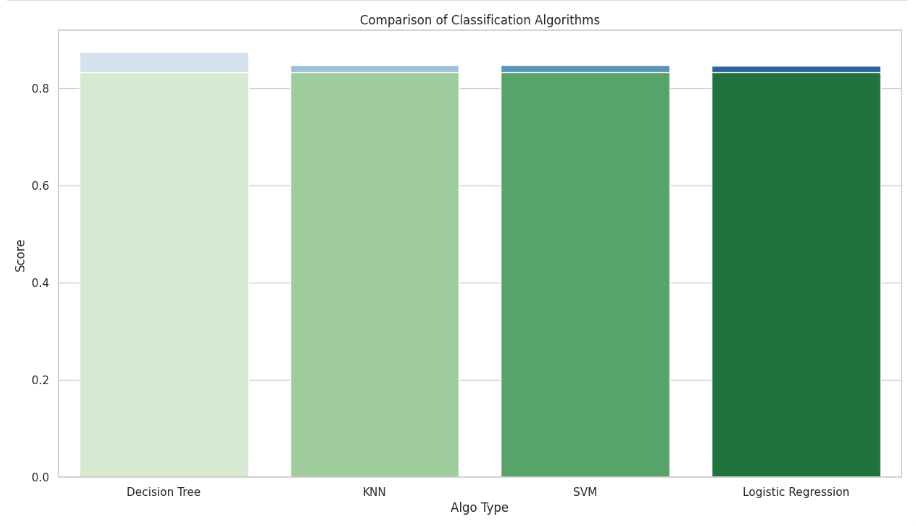 Comparison of Classification Algorithms
0.8
0.6
0.4
0.2
0.0
Score
Decision Tree KNN SVM Logistic Regression
Algo Type